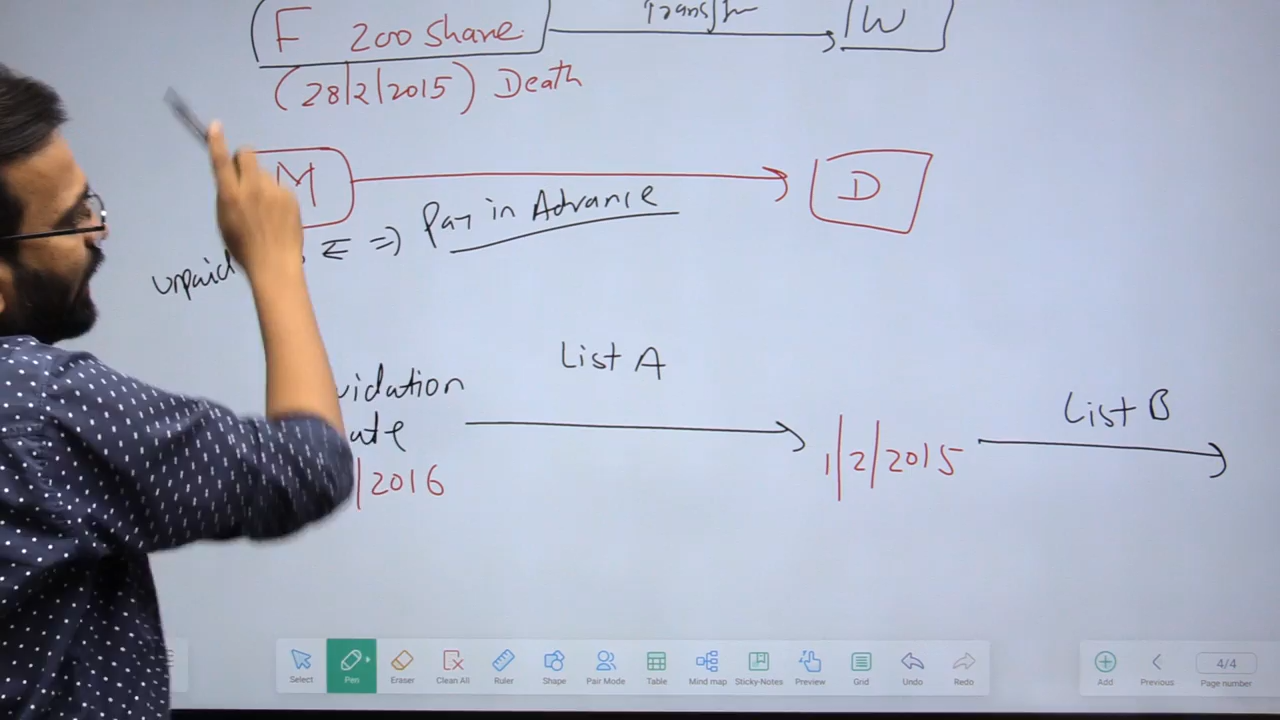 F 200 Share Transfer W
(28/2/2015) Death
M D
unpaid => Pay in Advance
List A
uidation
List B
ate
1/2/2015
/2016
Select Pen Eraser Clean All Ruler Shape Pair Mode Table Mind map Sticky-Notes Preview Grid Undo Redo Add Previous 4/4 Page number